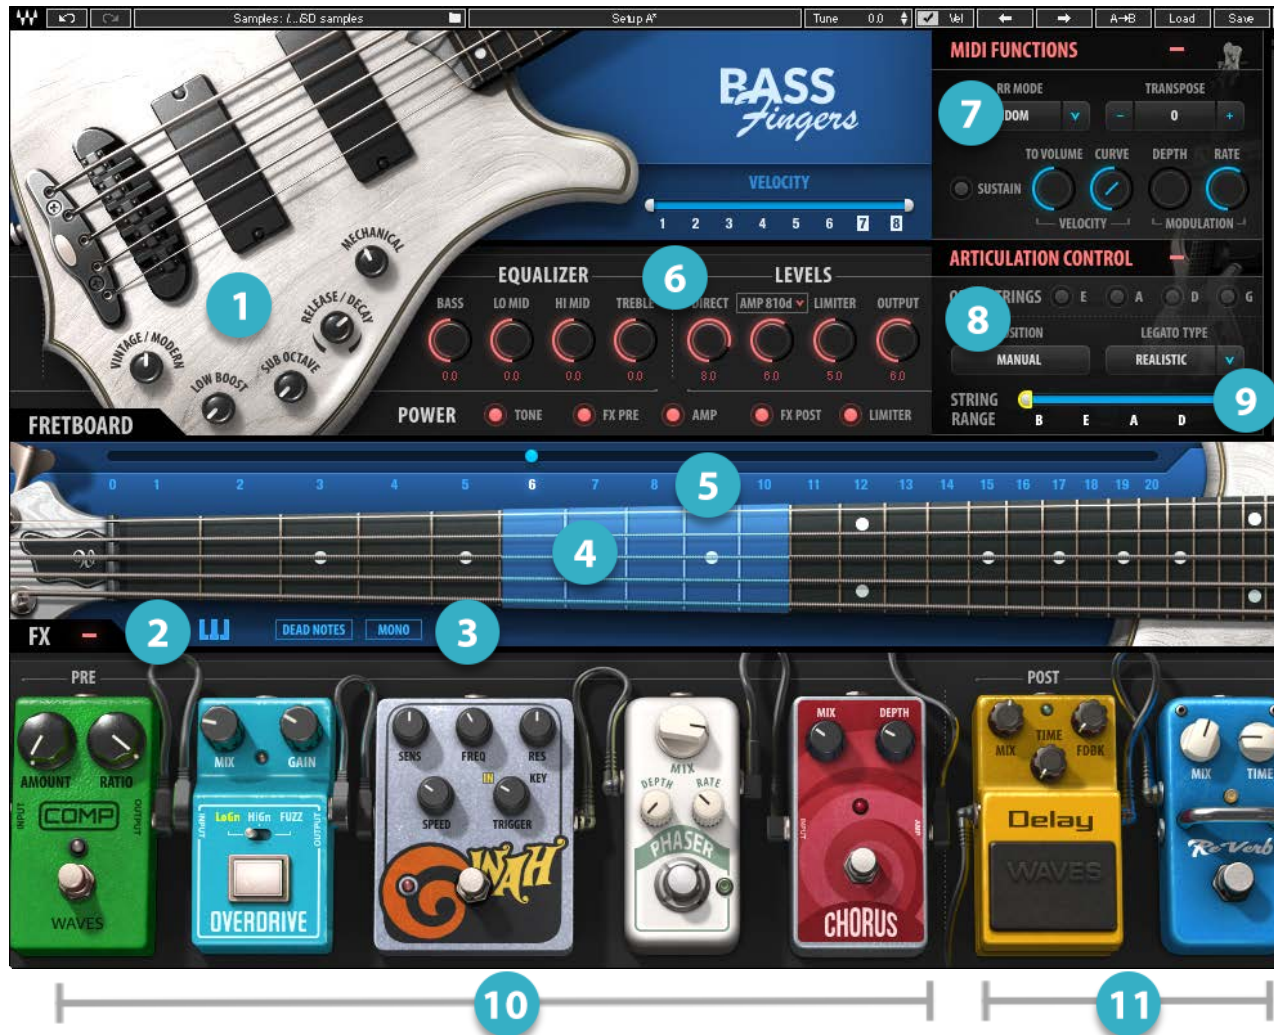 Samples: /.../SD samples
Setup A*
Tune 0.0
Vel
A→B
Load
Save
BASS
Fingers
VELOCITY
1 2 3 4 5 6 7 8
MECHANICAL
RELEASE / DECAY
SUB OCTAVE
LOW BOOST
VINTAGE / MODERN
1
EQUALIZER
6
LEVELS
BASS LO MID HI MID TREBLE DIRECT AMP 810d LIMITER OUTPUT
0.0 0.0 0.0 0.0 8.0 6.0 5.0 6.0
POWER TONE FX PRE AMP FX POST LIMITER
MIDI FUNCTIONS
RR MODE TRANSPOSE
7
DOM - 0 +
TO VOLUME CURVE DEPTH RATE
SUSTAIN
VELOCITY MODULATION
ARTICULATION CONTROL
STRINGS E A D G
8
LEGATO TYPE
MANUAL REALISTIC
STRING
RANGE
B E A D
9
FRETBOARD
0 1 2 3 4 5 6 7 8 10 11 12 13 14 15 16 17 18 19 20
5
4
2
3
DEAD NOTES MONO
FX
PRE
POST
AMOUNT RATIO
INPUT OUTPUT
COMP
WAVES
MIX GAIN
LoGn HiGn FUZZ
INPUT OUTPUT
OVERDRIVE
SENS FREQ RES
SPEED IN KEY
TRIGGER
WAH
MIX
DEPTH RATE
PHASER
MIX DEPTH
INPUT AMP
CHORUS
MIX TIME FDBK
Delay
WAVES
MIX TIME
Re-Verb
10
11